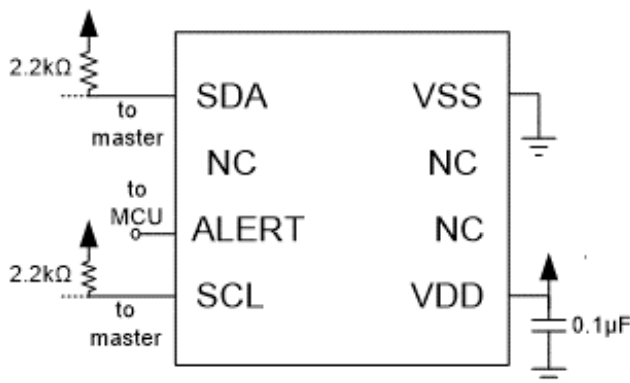 2.2kΩ
SDA
VSS
to
master
NC
NC
to
MCU
ALERT
NC
2.2kΩ
SCL
VDD
to
master
0.1µF